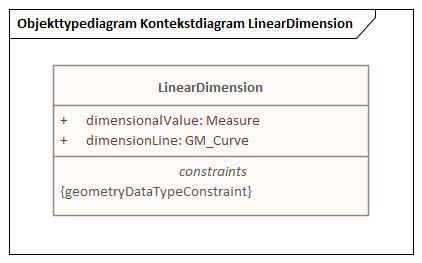 Objekttypediagram Kontekstdiagram LinearDimension
LinearDimension
+ dimensionalValue: Measure
+ dimensionLine: GM_Curve
constraints
{geometryDataTypeConstraint}